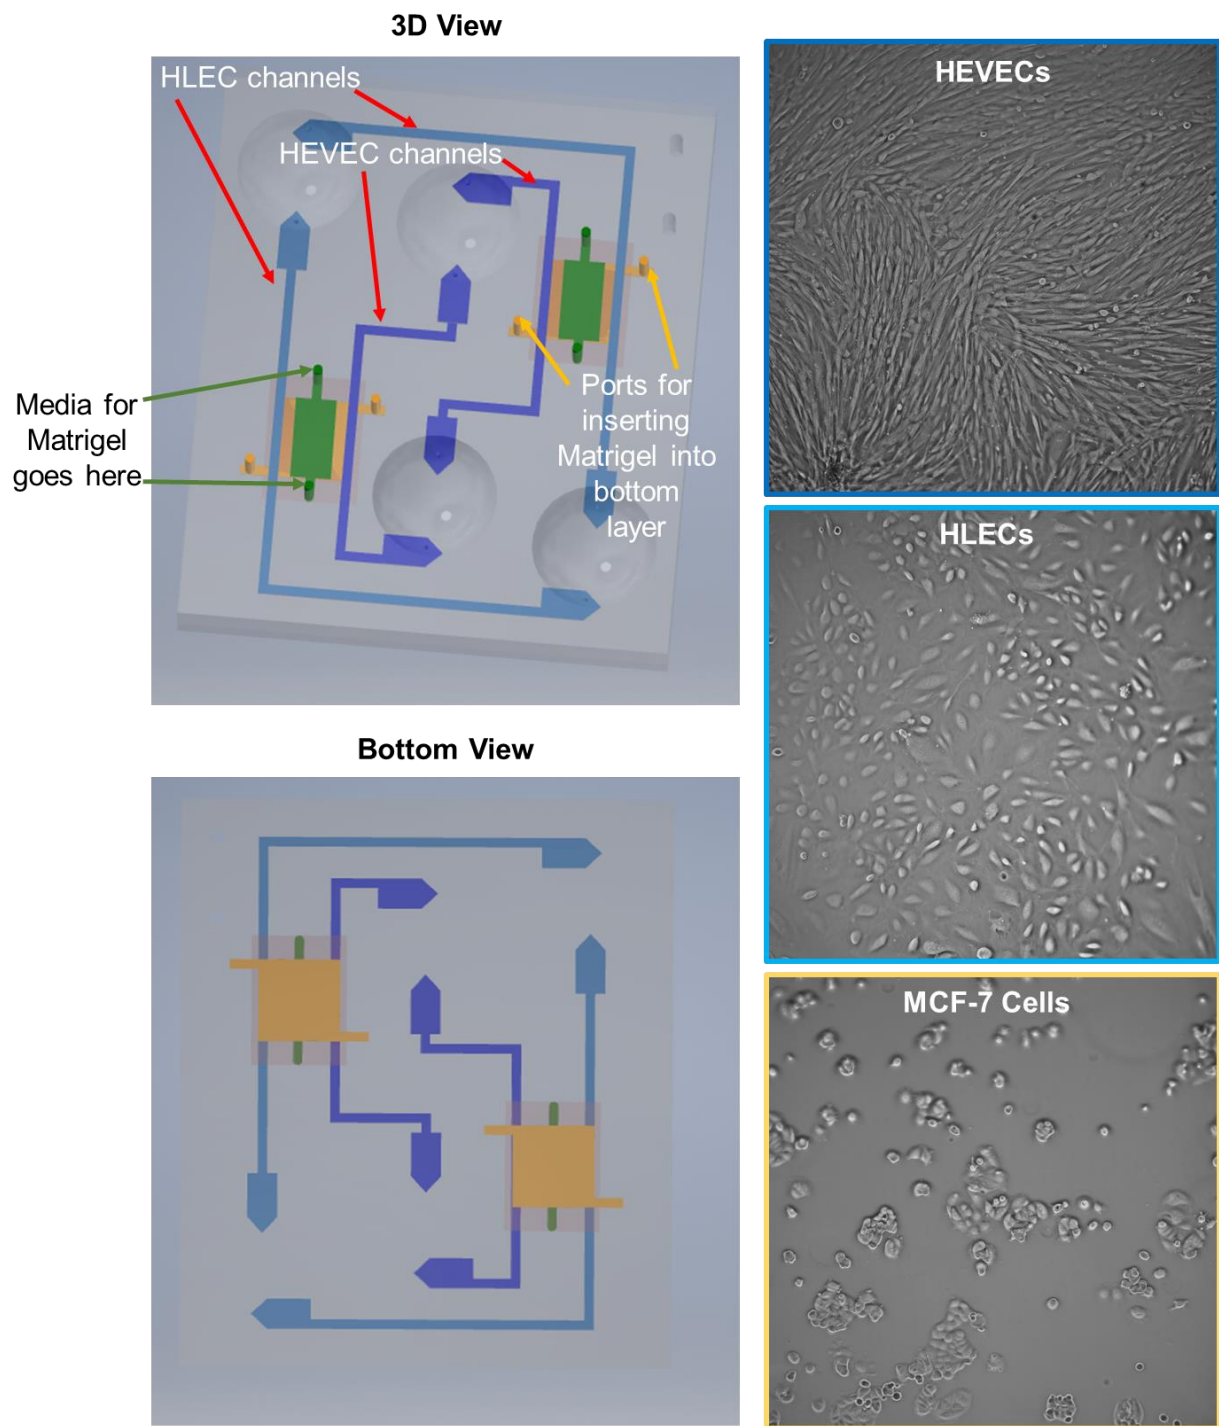 3D View
HLEC channels
HEVEC channels
Media for
Matrigel
goes here
Ports for
inserting
Matrigel into
bottom
layer
Bottom View
HEVECs
HLECs
MCF-7 Cells